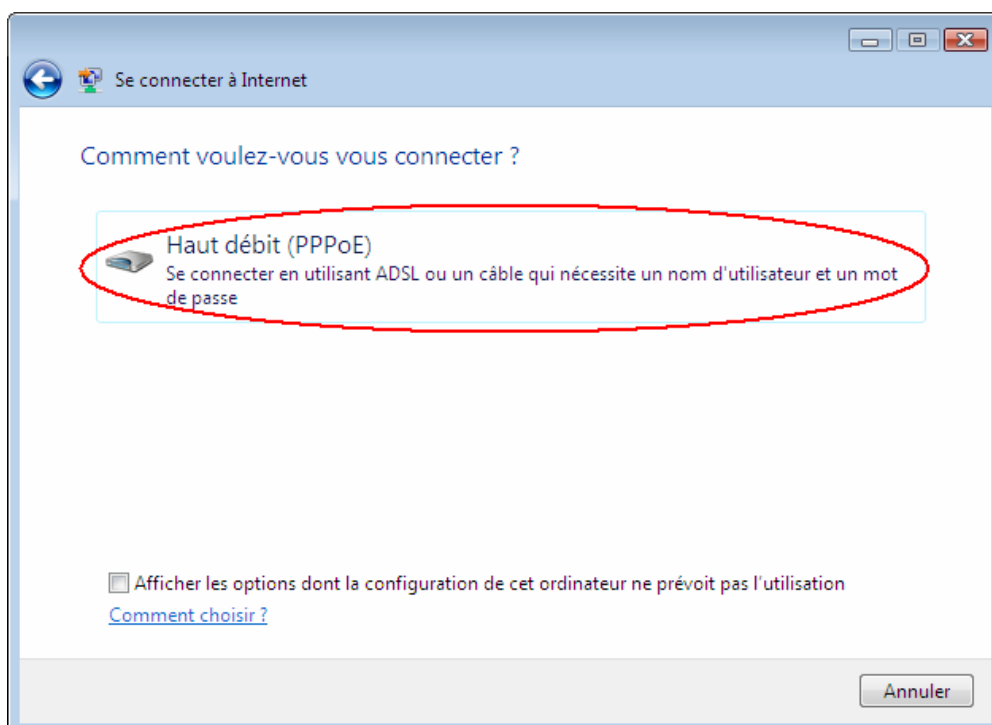 Se connecter à Internet
Comment voulez-vous vous connecter ?
Haut débit (PPPoE)
Se connecter en utilisant ADSL ou un câble qui nécessite un nom d'utilisateur et un mot
de passe
Afficher les options dont la configuration de cet ordinateur ne prévoit pas l'utilisation
Comment choisir ?
Annuler